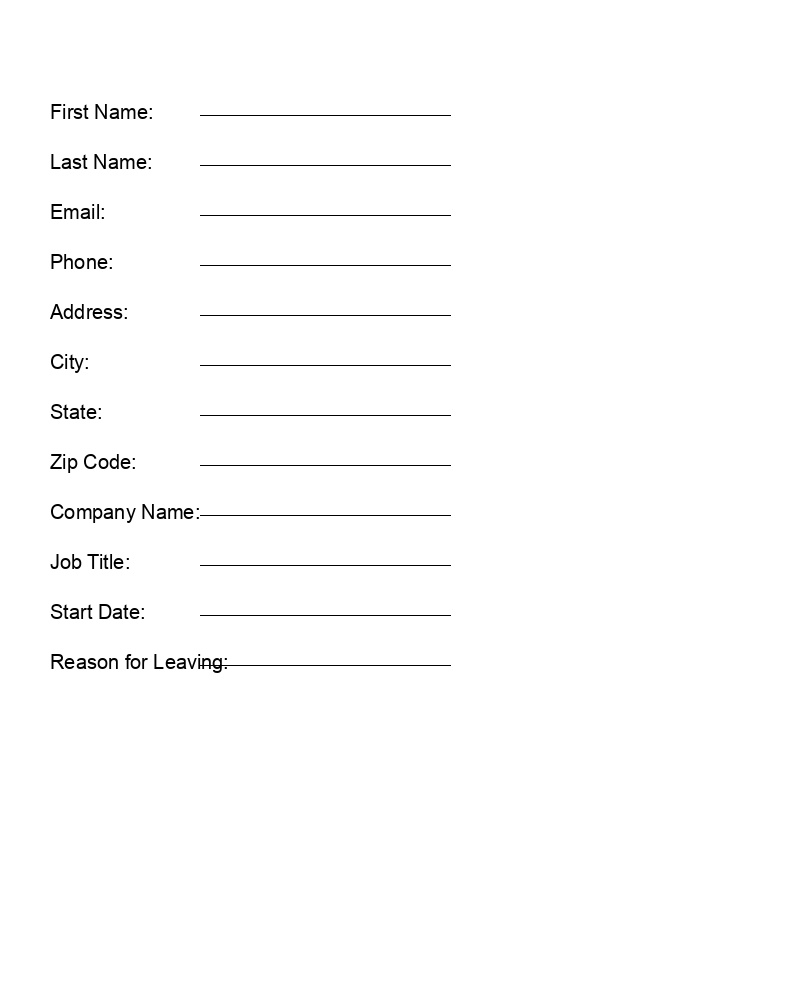 First Name:
Last Name:
Email:
Phone:
Address:
City:
State:
Zip Code:
Company Name:
Job Title:
Start Date:
Reason for Leaving: